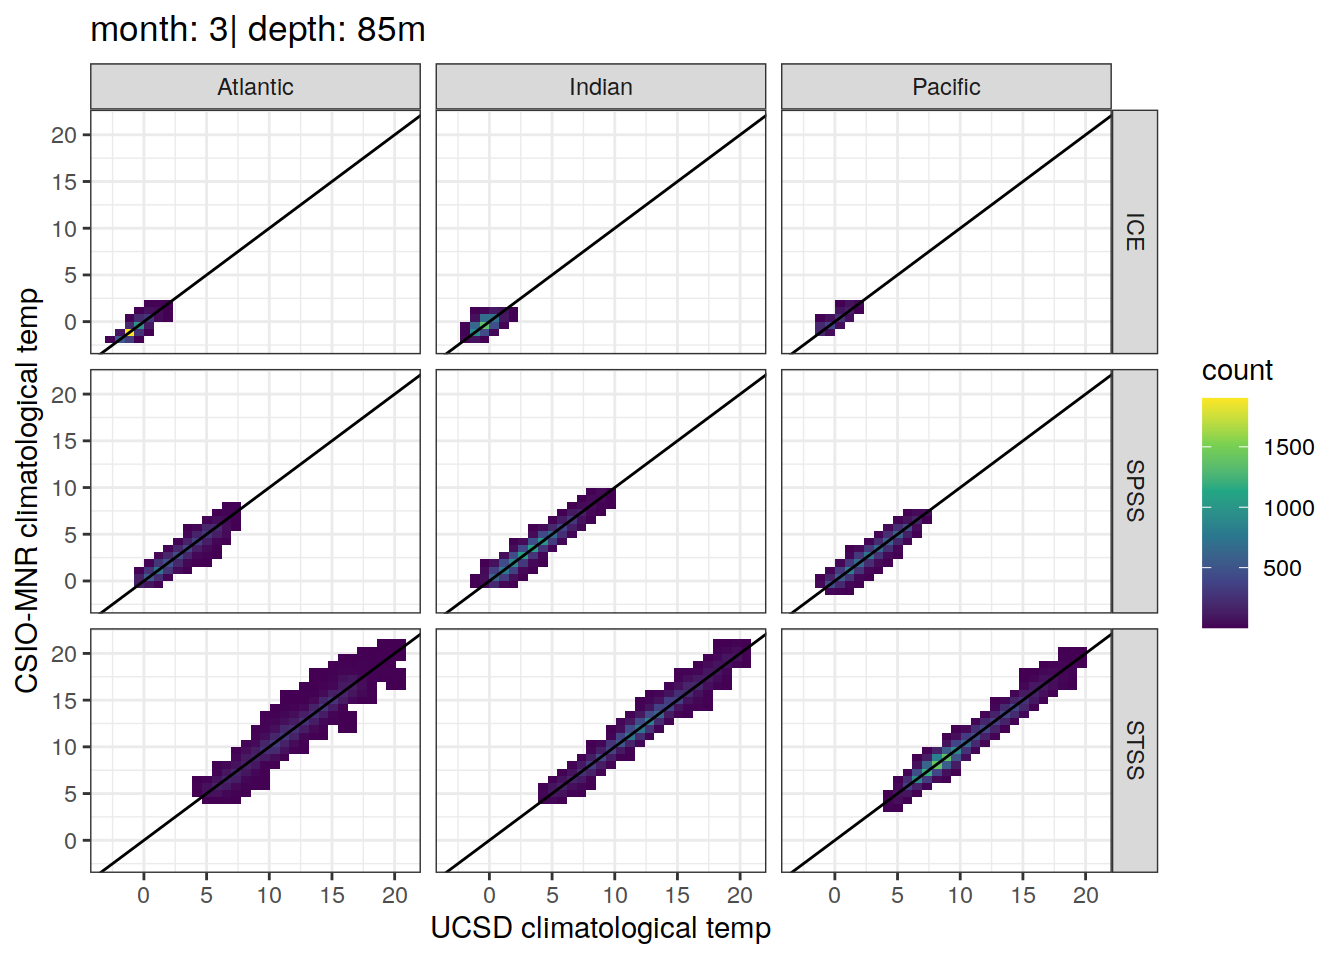 month: 3| depth: 85m
Atlantic
Indian
Pacific
20
15
10
5
0
ICE
20
15
10
5
0
SPSS
20
15
10
5
0
STSS
0 5 10 15 20
0 5 10 15 20
0 5 10 15 20
UCSD climatological temp
CSIO-MNR climatological temp
count
1500
1000
500